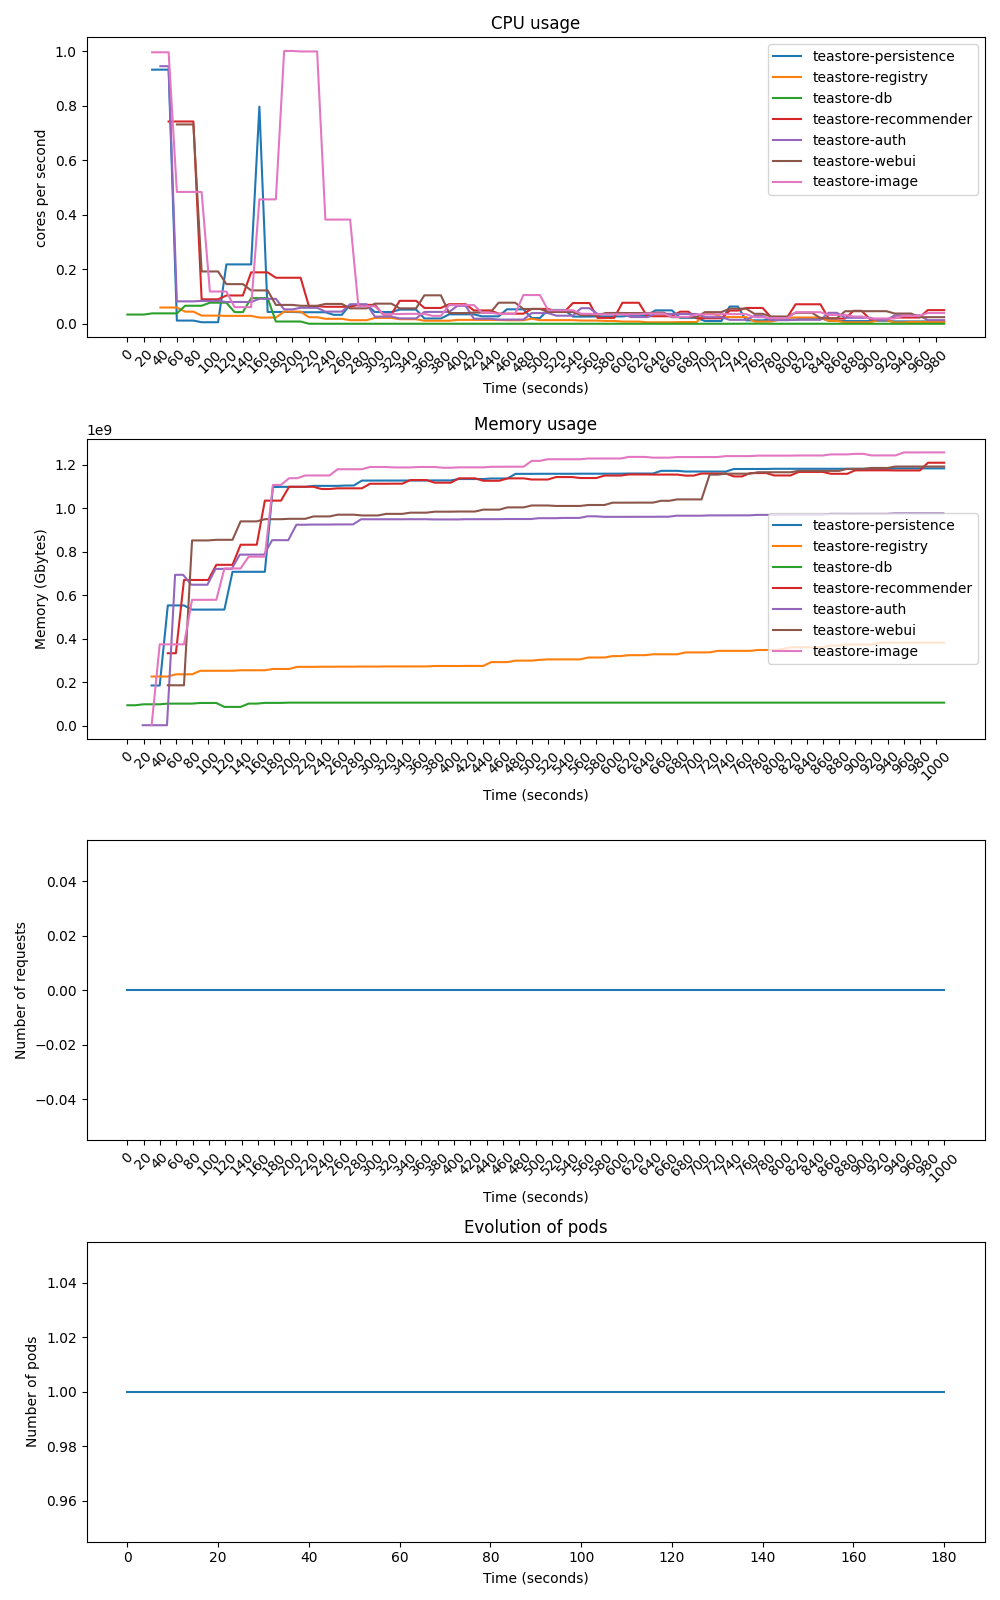 CPU usage
cores per second
1.0
0.8
0.6
0.4
0.2
0.0
teastore-persistence
teastore-registry
teastore-db
teastore-recommender
teastore-auth
teastore-webui
teastore-image
0 20 40 60 80 100 120 140 160 180 200 220 240 260 280 300 320 340 360 380 400 420 440 460 480 500 520 540 560 580 600 620 640 660 680 700 720 740 760 780 800 820 840 860 880 900 920 940 960 980
Time (seconds)
Memory usage
1e9
Memory (Gbytes)
1.2
1.0
0.8
0.6
0.4
0.2
0.0
teastore-persistence
teastore-registry
teastore-db
teastore-recommender
teastore-auth
teastore-webui
teastore-image
0 20 40 60 80 100 120 140 160 180 200 220 240 260 280 300 320 340 360 380 400 420 440 460 480 500 520 540 560 580 600 620 640 660 680 700 720 740 760 780 800 820 840 860 880 900 920 940 960 980 1000
Time (seconds)
Number of requests
0.04
0.02
0.00
−0.02
−0.04
0 20 40 60 80 100 120 140 160 180 200 220 240 260 280 300 320 340 360 380 400 420 440 460 480 500 520 540 560 580 600 620 640 660 680 700 720 740 760 780 800 820 840 860 880 900 920 940 960 980 1000
Time (seconds)
Evolution of pods
Number of pods
1.04
1.02
1.00
0.98
0.96
0 20 40 60 80 100 120 140 160 180
Time (seconds)